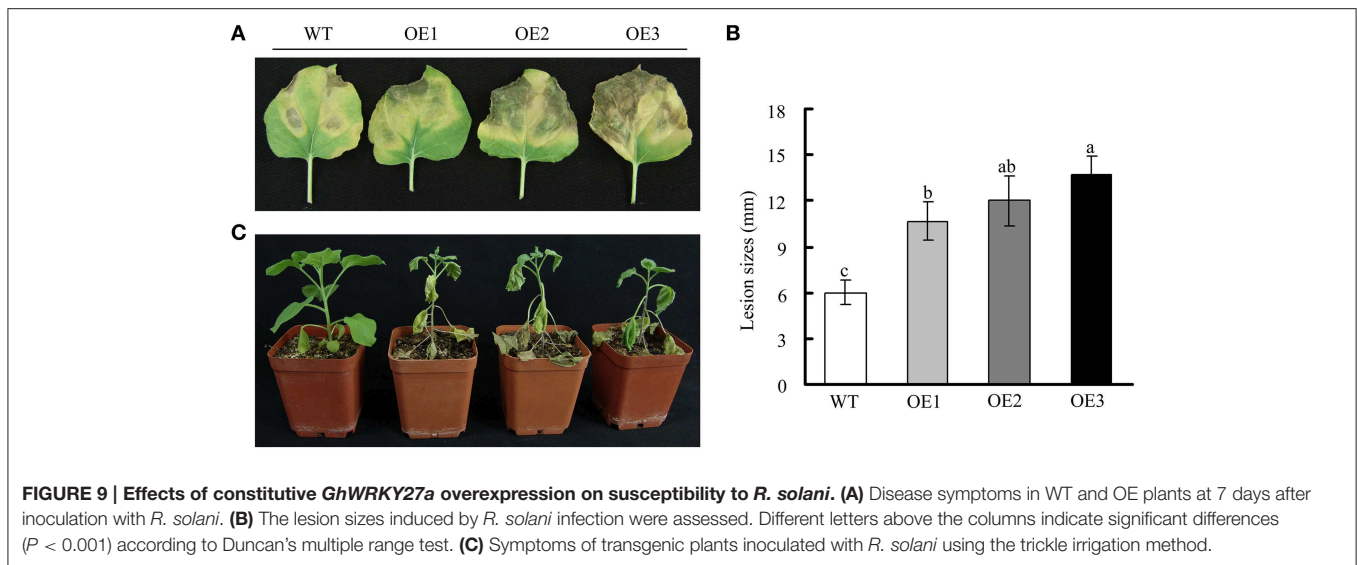 A WT OE1 OE2 OE3
B
18
15
12
9
6
3
0
Lesion sizes (mm)
c
b
ab
a
WT OE1 OE2 OE3
C
FIGURE 9 | Effects of constitutive GhWRKY27a overexpression on susceptibility to R. solani. (A) Disease symptoms in WT and OE plants at 7 days after
inoculation with R. solani. (B) The lesion sizes induced by R. solani infection were assessed. Different letters above the columns indicate significant differences
(P < 0.001) according to Duncan's multiple range test. (C) Symptoms of transgenic plants inoculated with R. solani using the trickle irrigation method.